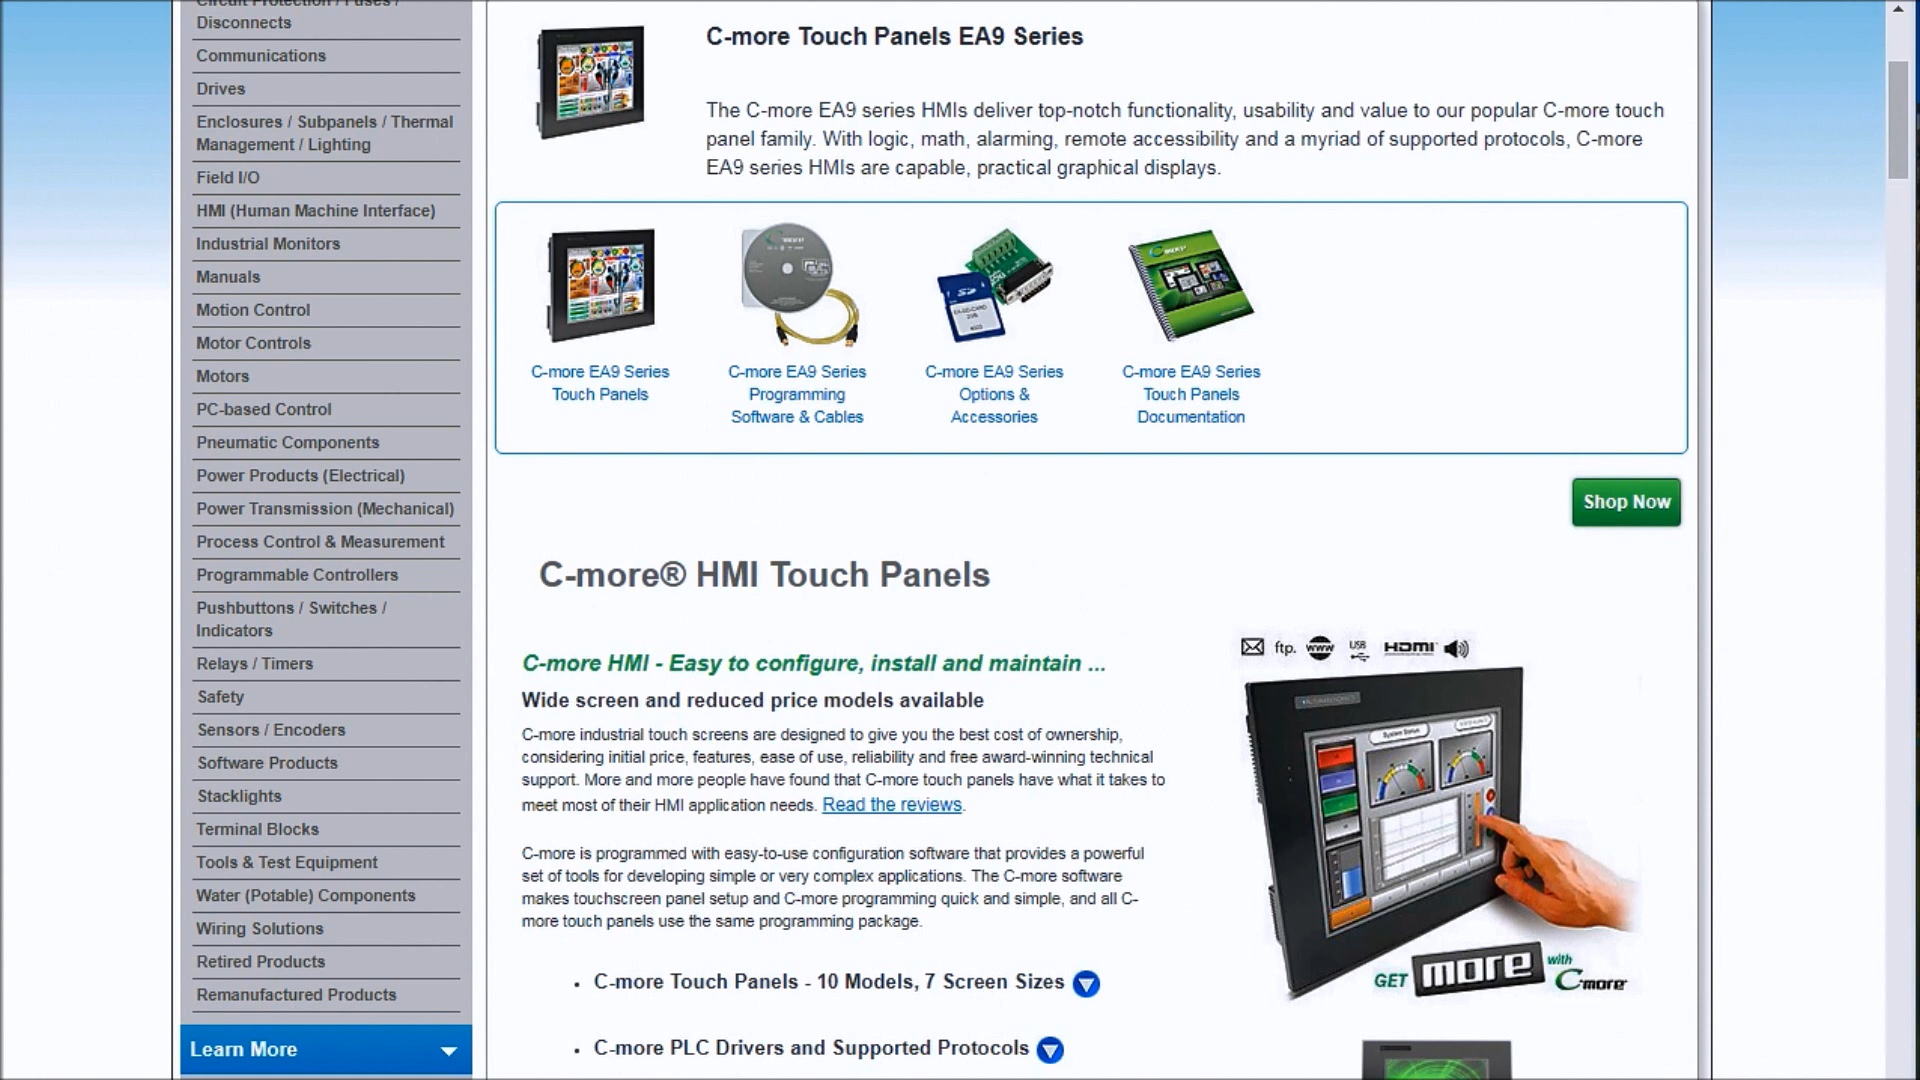 Circuit Protection / Fuses /
Disconnects
Communications
Drives
Enclosures / Subpanels / Thermal
Management / Lighting
Field I/O
HMI (Human Machine Interface)
Industrial Monitors
Manuals
Motion Control
Motor Controls
Motors
PC-based Control
Pneumatic Components
Power Products (Electrical)
Power Transmission (Mechanical)
Process Control & Measurement
Programmable Controllers
Pushbuttons / Switches /
Indicators
Relays / Timers
Safety
Sensors / Encoders
Software Products
Stacklights
Terminal Blocks
Tools & Test Equipment
Water (Potable) Components
Wiring Solutions
Retired Products
Remanufactured Products
Learn More
C-more Touch Panels EA9 Series
The C-more EA9 series HMIs deliver top-notch functionality, usability and value to our popular C-more touch
panel family. With logic, math, alarming, remote accessibility and a myriad of supported protocols, C-more
EA9 series HMIs are capable, practical graphical displays.
C-more EA9 Series
Touch Panels
C-more EA9 Series
Programming
Software & Cables
C-more EA9 Series
Options &
Accessories
C-more EA9 Series
Touch Panels
Documentation
Shop Now
C-more® HMI Touch Panels
C-more HMI - Easy to configure, install and maintain ...
Wide screen and reduced price models available
C-more industrial touch screens are designed to give you the best cost of ownership,
considering initial price, features, ease of use, reliability and free award-winning technical
support. More and more people have found that C-more touch panels have what it takes to
meet most of their HMI application needs. Read the reviews.
C-more is programmed with easy-to-use configuration software that provides a powerful
set of tools for developing simple or very complex applications. The C-more software
makes touchscreen panel setup and C-more programming quick and simple, and all C-
more touch panels use the same programming package.
• C-more Touch Panels - 10 Models, 7 Screen Sizes
• C-more PLC Drivers and Supported Protocols
ftp. www USB HDMI
System Status
GET more with C-more